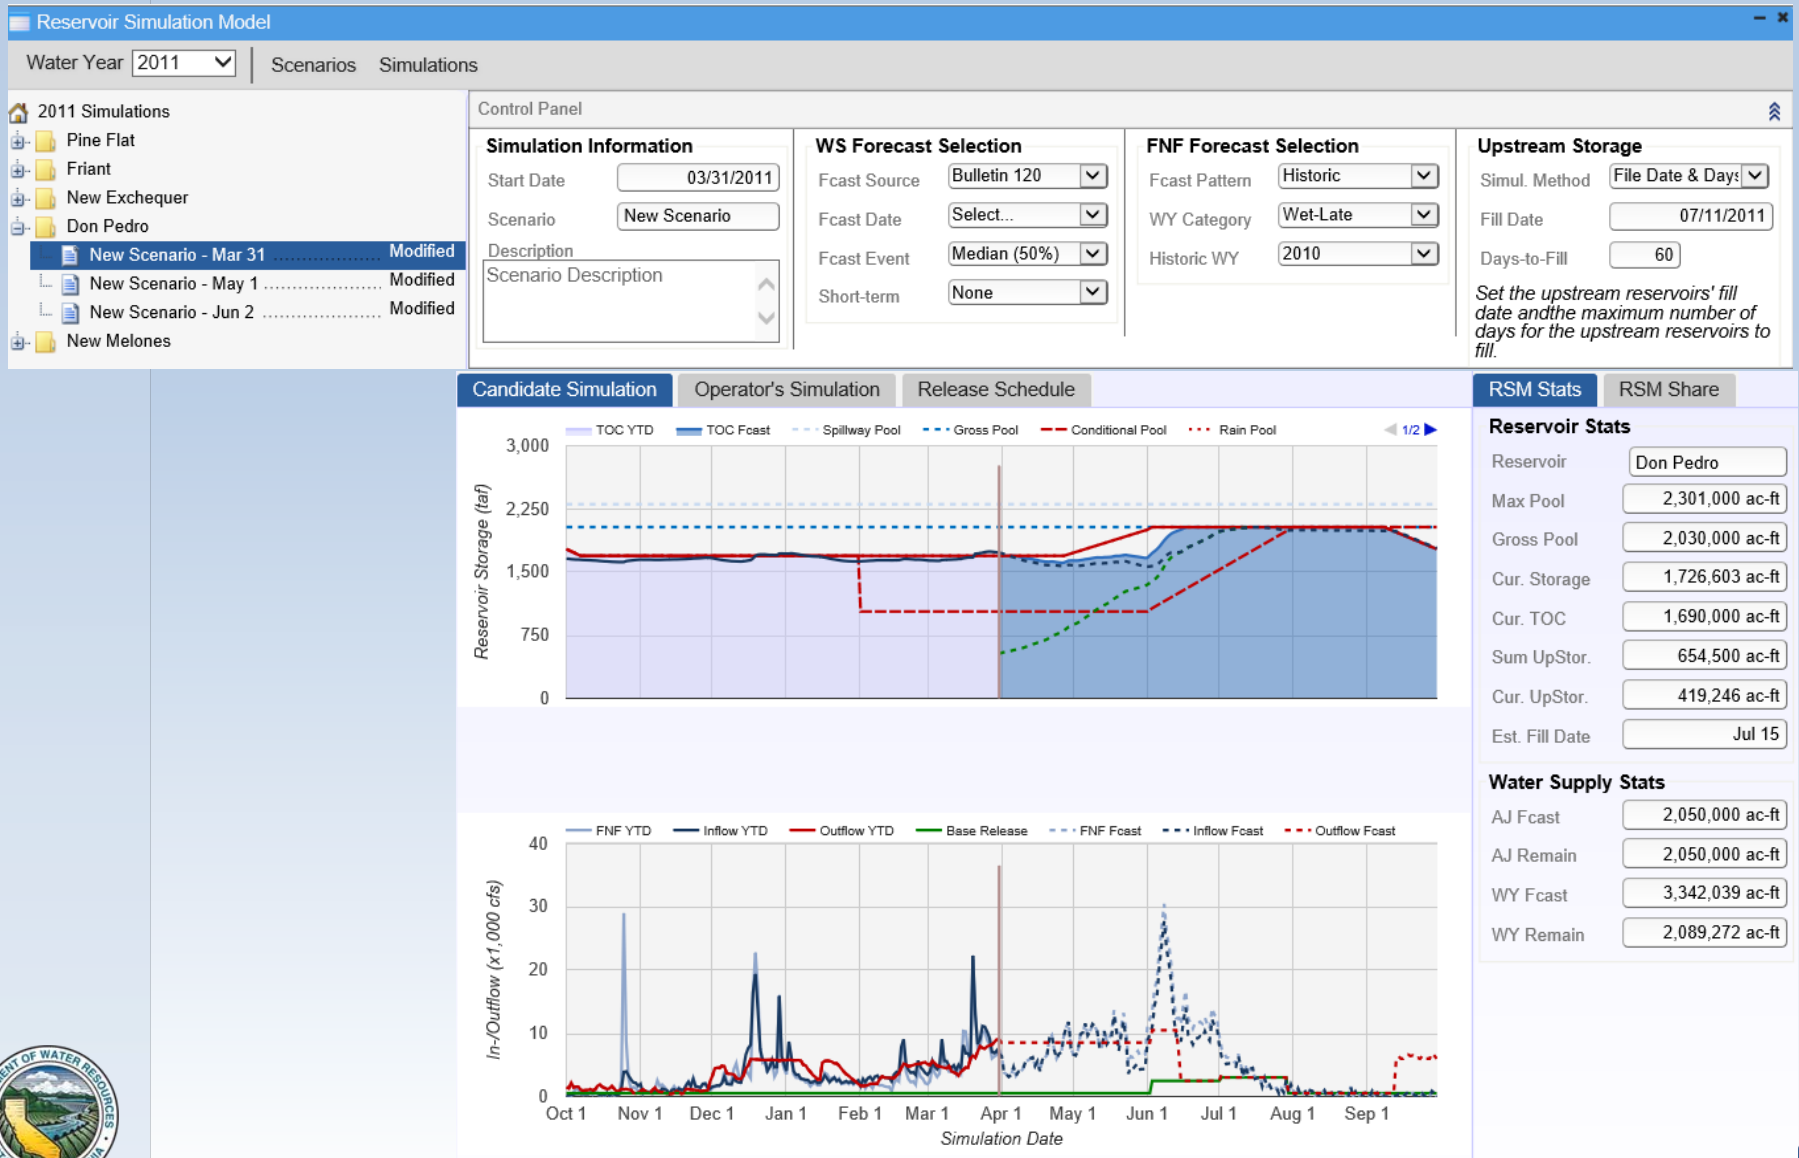 Reservoir Simulation Model
Water Year 2011 Scenarios Simulations
2011 Simulations
Pine Flat
Friant
New Exchequer
Don Pedro
New Scenario - Mar 31 Modified
New Scenario - May 1 Modified
New Scenario - Jun 2 Modified
New Melones
Control Panel
Simulation Information
Start Date 03/31/2011
Scenario New Scenario
Description
Scenario Description
WS Forecast Selection
Fcast Source Bulletin 120
Fcast Date Select...
Fcast Event Median (50%)
Short-term None
FNF Forecast Selection
Fcast Pattern Historic
WY Category Wet-Late
Historic WY 2010
Upstream Storage
Simul. Method File Date & Days
Fill Date 07/11/2011
Days-to-Fill 60
Set the upstream reservoirs' fill
date andthe maximum number of
days for the upstream reservoirs to
fill.
Candidate Simulation Operator's Simulation Release Schedule
TOC YTD TOC Fcast Spillway Pool Gross Pool Conditional Pool Rain Pool 1/2
Reservoir Storage (taf)
3,000
2,250
1,500
750
0
FNF YTD Inflow YTD Outflow YTD Base Release FNF Fcast Inflow Fcast Outflow Fcast
In-/Outflow (x1,000 cfs)
40
30
20
10
0
Oct 1 Nov 1 Dec 1 Jan 1 Feb 1 Mar 1 Apr 1 May 1 Jun 1 Jul 1 Aug 1 Sep 1
Simulation Date
RSM Stats RSM Share
Reservoir Stats
Reservoir Don Pedro
Max Pool 2,301,000 ac-ft
Gross Pool 2,030,000 ac-ft
Cur. Storage 1,726,603 ac-ft
Cur. TOC 1,690,000 ac-ft
Sum UpStor. 654,500 ac-ft
Cur. UpStor. 419,246 ac-ft
Est. Fill Date Jul 15
Water Supply Stats
AJ Fcast 2,050,000 ac-ft
AJ Remain 2,050,000 ac-ft
WY Fcast 3,342,039 ac-ft
WY Remain 2,089,272 ac-ft
OF WATER RESOURCES